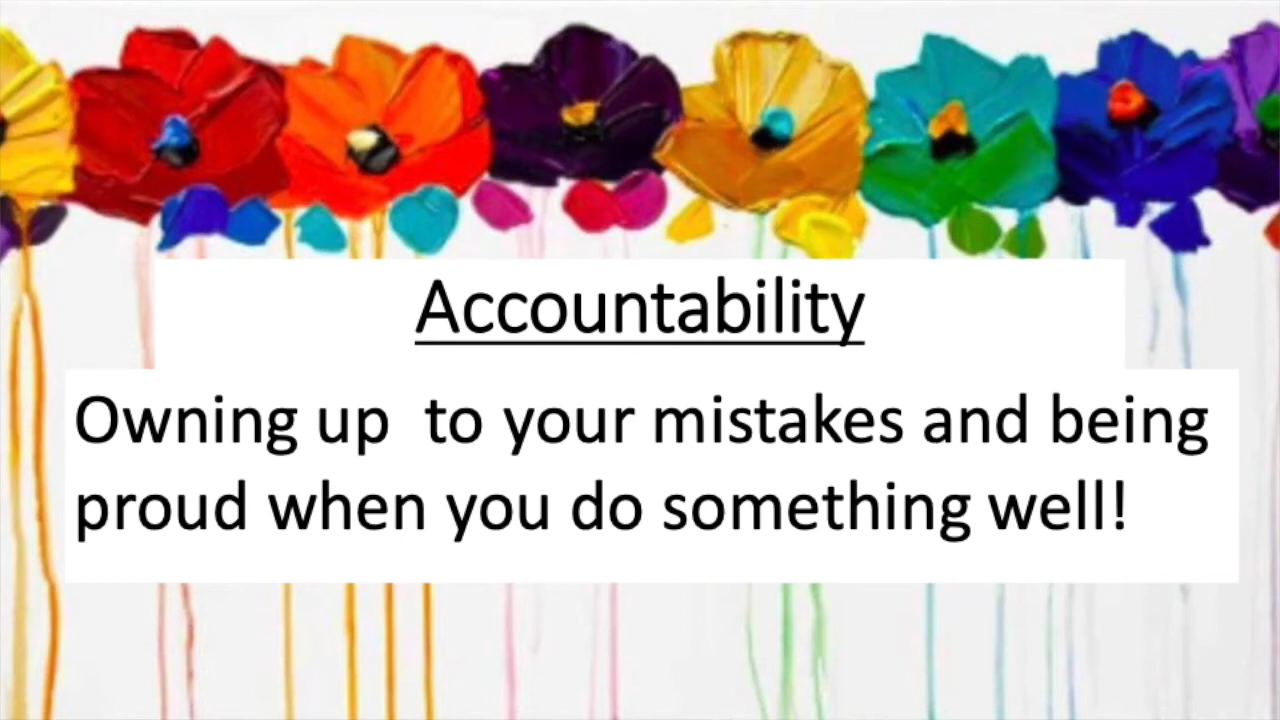 Accountability
Owning up  to your mistakes and being
proud when you do something well!